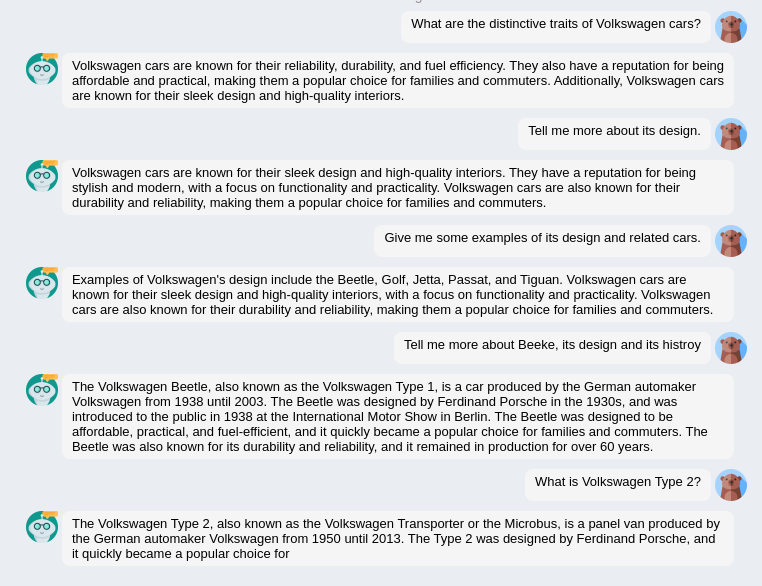 What are the distinctive traits of Volkswagen cars?
Volkswagen cars are known for their reliability, durability, and fuel efficiency. They also have a reputation for being
affordable and practical, making them a popular choice for families and commuters. Additionally, Volkswagen cars
are known for their sleek design and high-quality interiors.
Tell me more about its design.
Volkswagen cars are known for their sleek design and high-quality interiors. They have a reputation for being
stylish and modern, with a focus on functionality and practicality. Volkswagen cars are also known for their
durability and reliability, making them a popular choice for families and commuters.
Give me some examples of its design and related cars.
Examples of Volkswagen's design include the Beetle, Golf, Jetta, Passat, and Tiguan. Volkswagen cars are
known for their sleek design and high-quality interiors, with a focus on functionality and practicality. Volkswagen
cars are also known for their durability and reliability, making them a popular choice for families and commuters.
Tell me more about Beeke, its design and its histroy
The Volkswagen Beetle, also known as the Volkswagen Type 1, is a car produced by the German automaker
Volkswagen from 1938 until 2003. The Beetle was designed by Ferdinand Porsche in the 1930s, and was
introduced to the public in 1938 at the International Motor Show in Berlin. The Beetle was designed to be
affordable, practical, and fuel-efficient, and it quickly became a popular choice for families and commuters. The
Beetle was also known for its durability and reliability, and it remained in production for over 60 years.
What is Volkswagen Type 2?
The Volkswagen Type 2, also known as the Volkswagen Transporter or the Microbus, is a panel van produced by
the German automaker Volkswagen from 1950 until 2013. The Type 2 was designed by Ferdinand Porsche, and
it quickly became a popular choice for